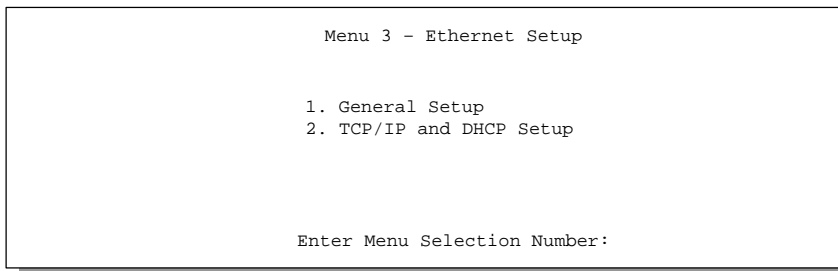 Menu 3 – Ethernet Setup
1. General Setup
2. TCP/IP and DHCP Setup
Enter Menu Selection Number: